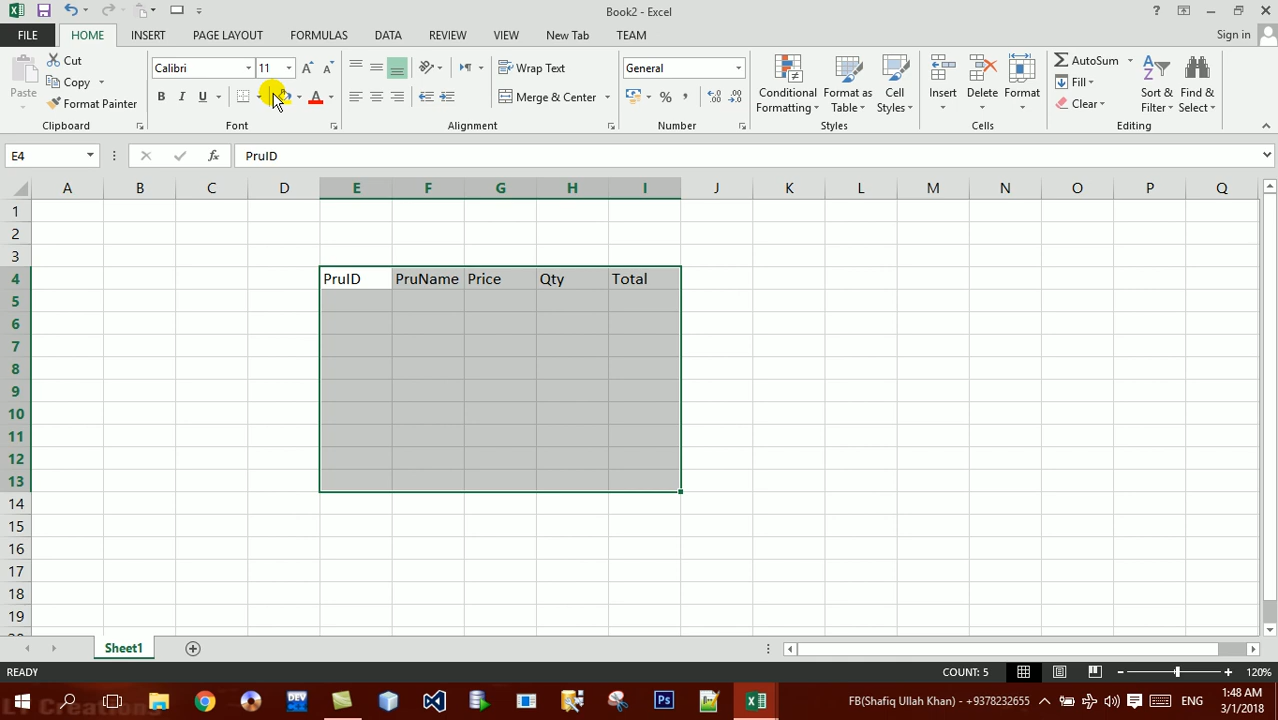 Book2 - Excel
Sign in
FILE HOME INSERT PAGE LAYOUT FORMULAS DATA REVIEW VIEW New Tab TEAM
Paste
Cut
Copy
Format Painter
Clipboard
Calibri 11
B I U A
Font
Wrap Text
Merge & Center
Alignment
General
%
Number
Conditional Formatting
Format as Table
Cell Styles
Styles
Insert Delete Format
Cells
AutoSum
Fill
Clear
Sort & Filter
Find & Select
Editing
E4 fx PruID
A B C D E F G H I J K L M N O P Q
1
2
3
4 PruID PruName Price Qty Total
5
6
7
8
9
10
11
12
13
14
15
16
17
18
19
Sheet1
READY COUNT: 5 120%
LT Creations
DEV
Ps
FB(Shafiq Ullah Khan) - +9378232655
ENG
1:48 AM
3/1/2018